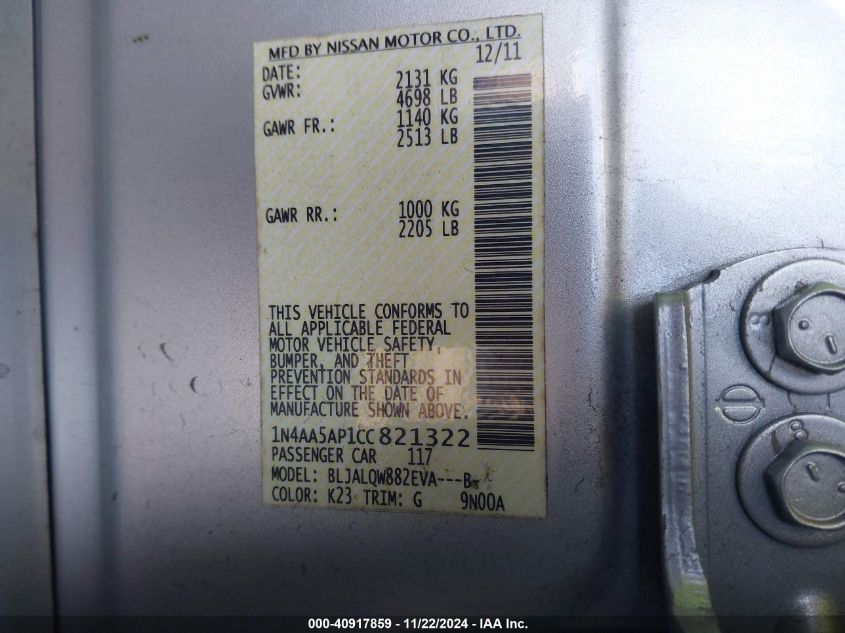 MFD BY NISSAN MOTOR CO., LTD.
DATE: 12/11
GVWR: 2131 KG
4698 LB
GAWR FR.: 1140 KG
2513 LB
GAWR RR.: 1000 KG
2205 LB
THIS VEHICLE CONFORMS TO
ALL APPLICABLE FEDERAL
MOTOR VEHICLE SAFETY,
BUMPER, AND THEFT
PREVENTION STANDARDS IN
EFFECT ON THE DATE OF
MANUFACTURE SHOWN ABOVE.
1N4AA5AP1CC821322
PASSENGER CAR 117
MODEL: BLJALQW882EVA---B-
COLOR: K23 TRIM: G 9N00A
000-40917859 - 11/22/2024 - IAA Inc.